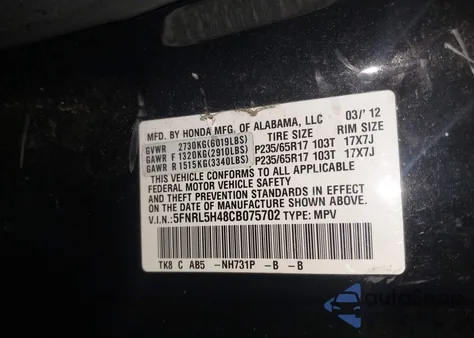 MFD. BY HONDA MFG. OF ALABAMA, LLC 03/'12
TIRE SIZE RIM SIZE
GVWR 2730KG(6019LBS)
GAWR F 1320KG(2910LBS) P235/65R17 103T 17X7J
GAWR R 1515KG(3340LBS) P235/65R17 103T 17X7J
THIS VEHICLE CONFORMS TO ALL APPLICABLE
FEDERAL MOTOR VEHICLE SAFETY
AND THEFT PREVENTION STANDARDS IN EFFECT ON
THE DATE OF MANUFACTURE SHOWN ABOVE.
V.I.N.: 5FNRL5H48CB075702 TYPE: MPV
TK8 C AB5 -NH731P -B -B